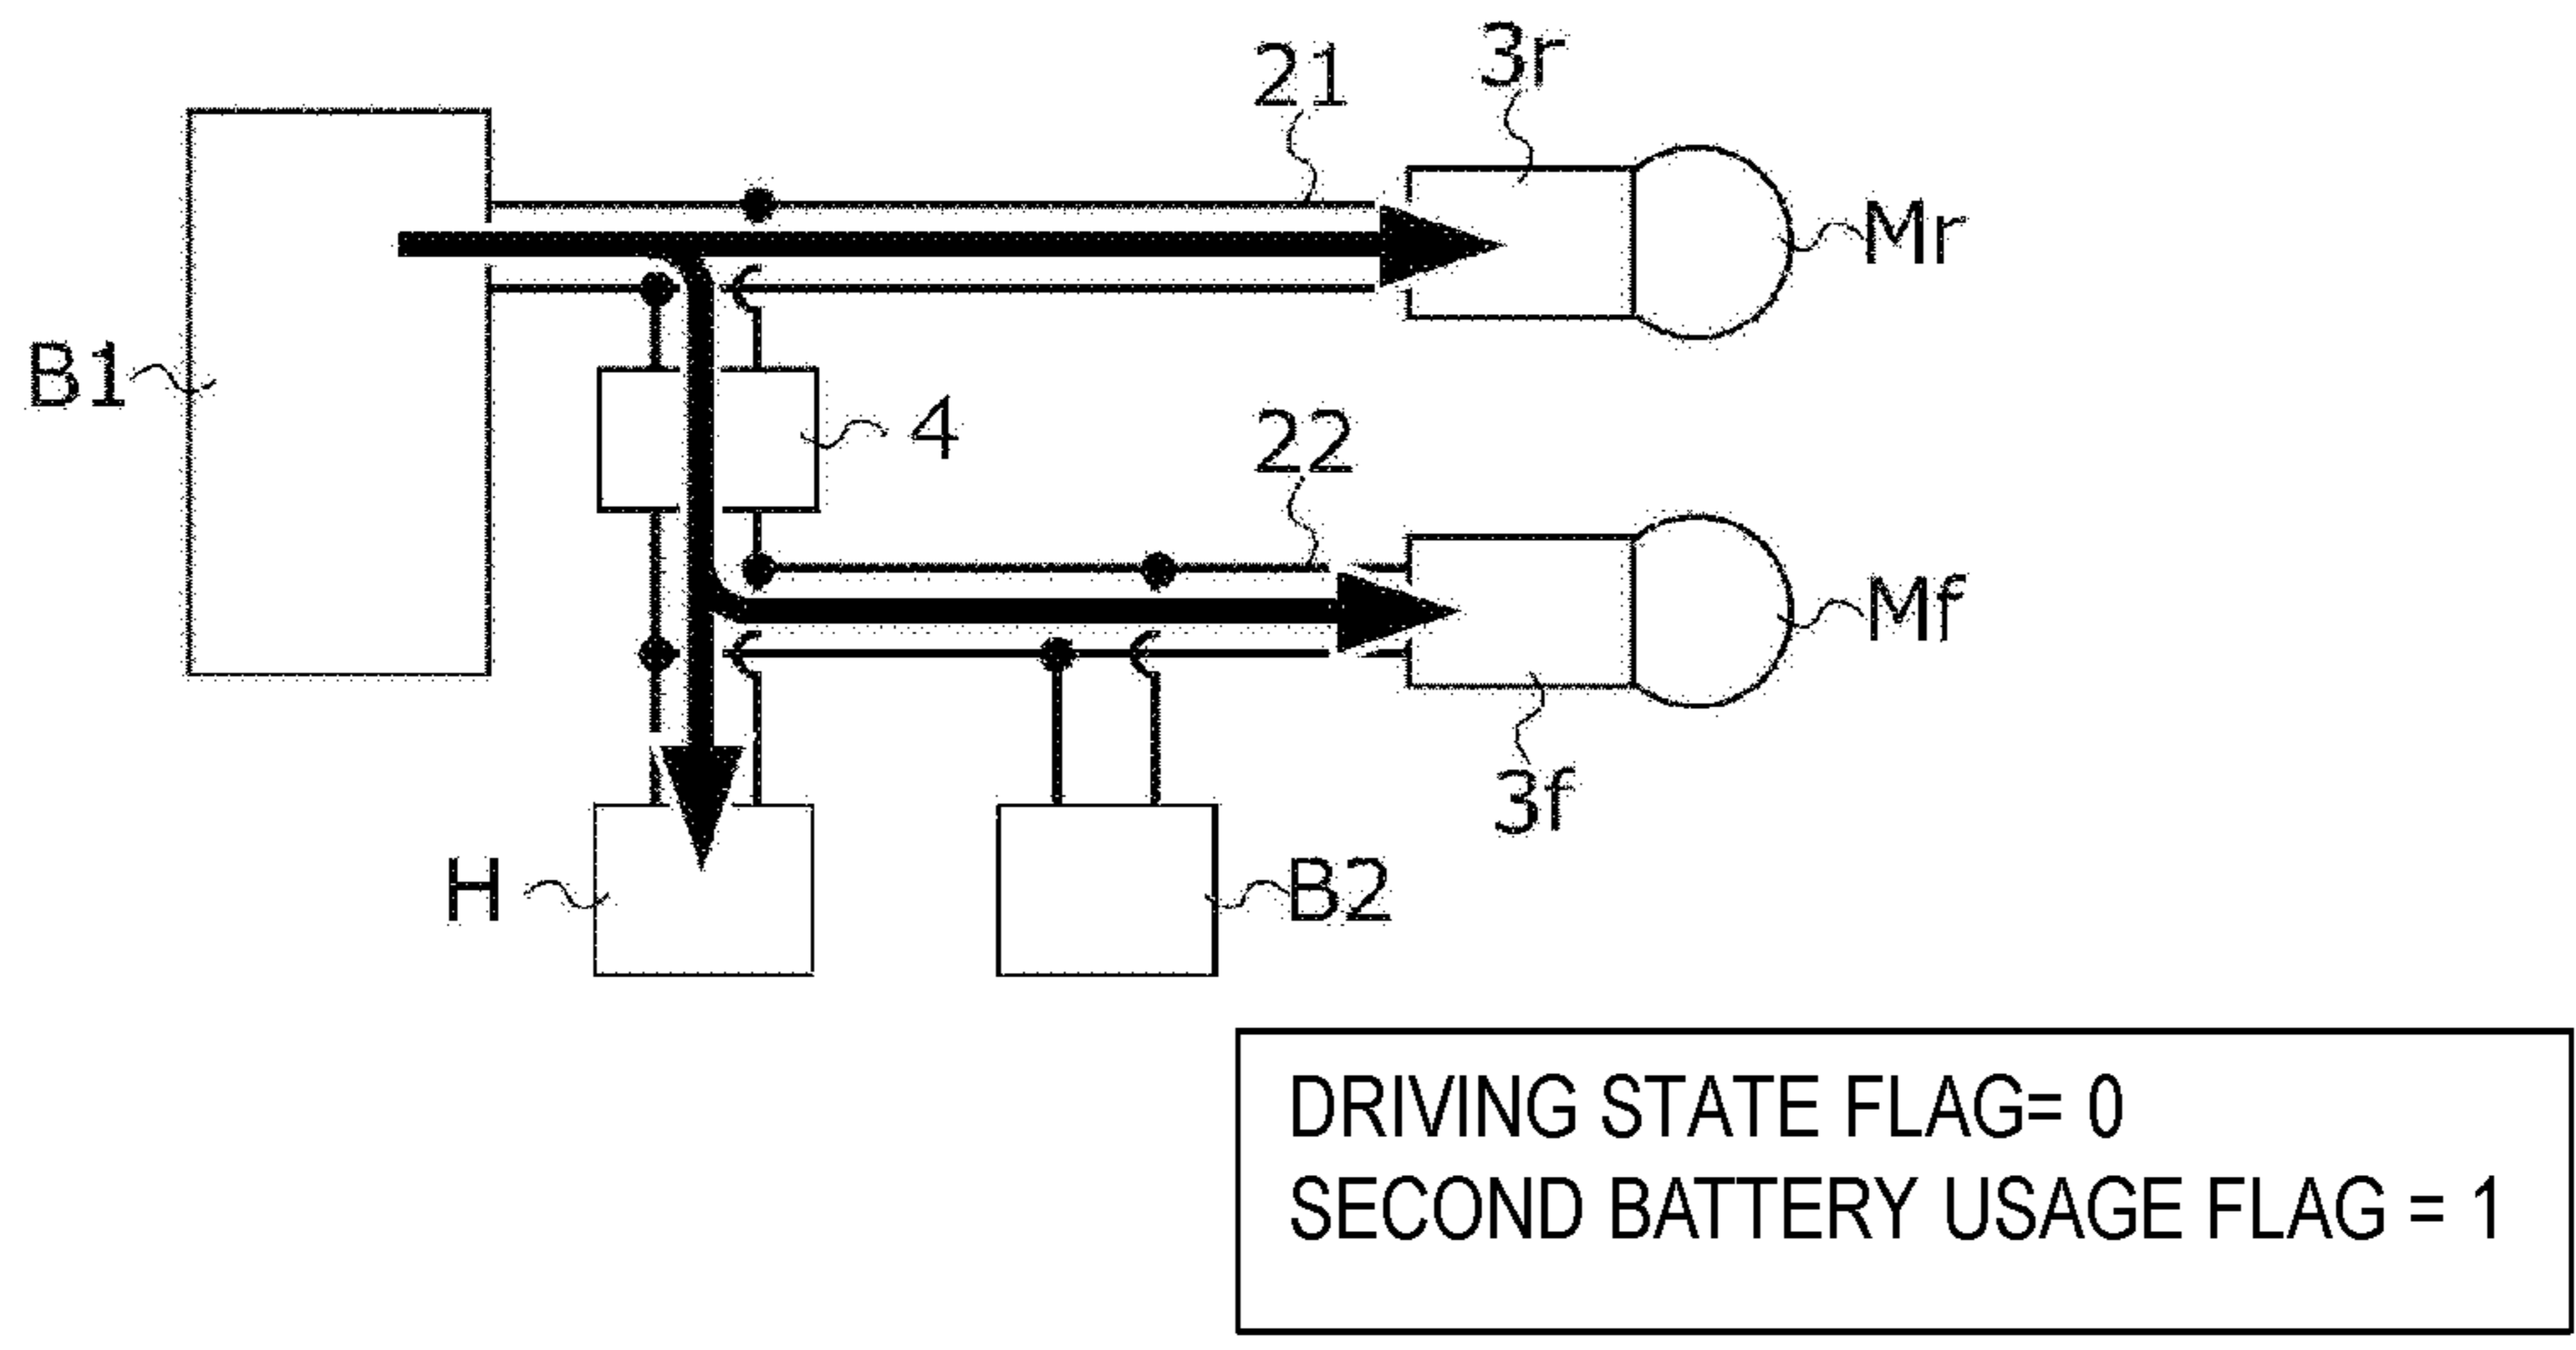 21
3r
Mr
B1
4
22
Mf
3f
H
B2
DRIVING STATE FLAG= 0
SECOND BATTERY USAGE FLAG = 1